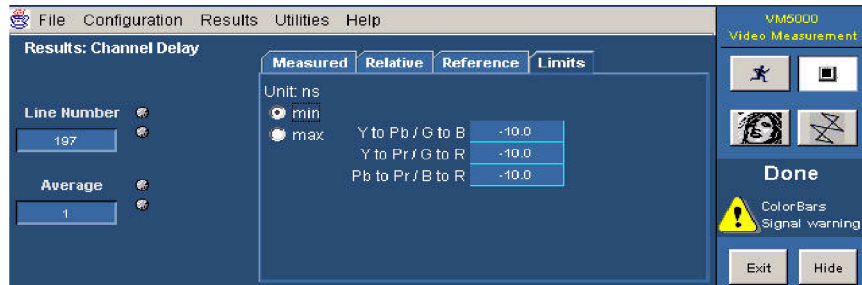 File Configuration Results Utilities Help
VM5000
Video Measurement
Results: Channel Delay
Measured Relative Reference Limits
Unit: ns
min
max
Line Number
197
Average
1
Y to Pb / G to B -10.0
Y to Pr / G to R -10.0
Pb to Pr / B to R -10.0
Done
ColorBars
Signal warning
Exit Hide